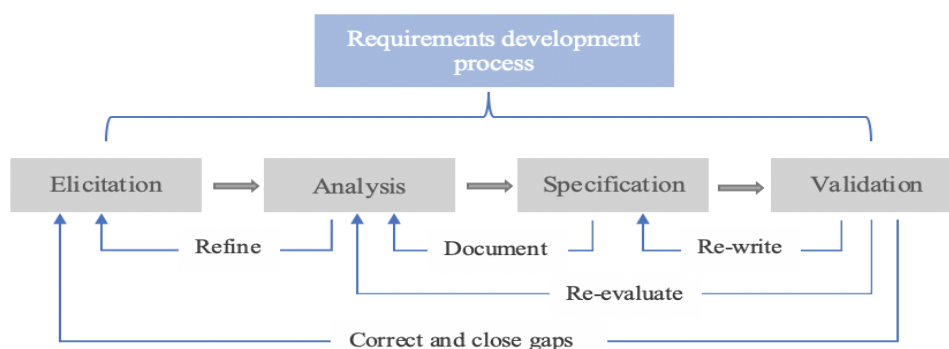 Requirements development
process
Elicitation
Analysis
Specification
Validation
Refine
Document
Re-write
Re-evaluate
Correct and close gaps